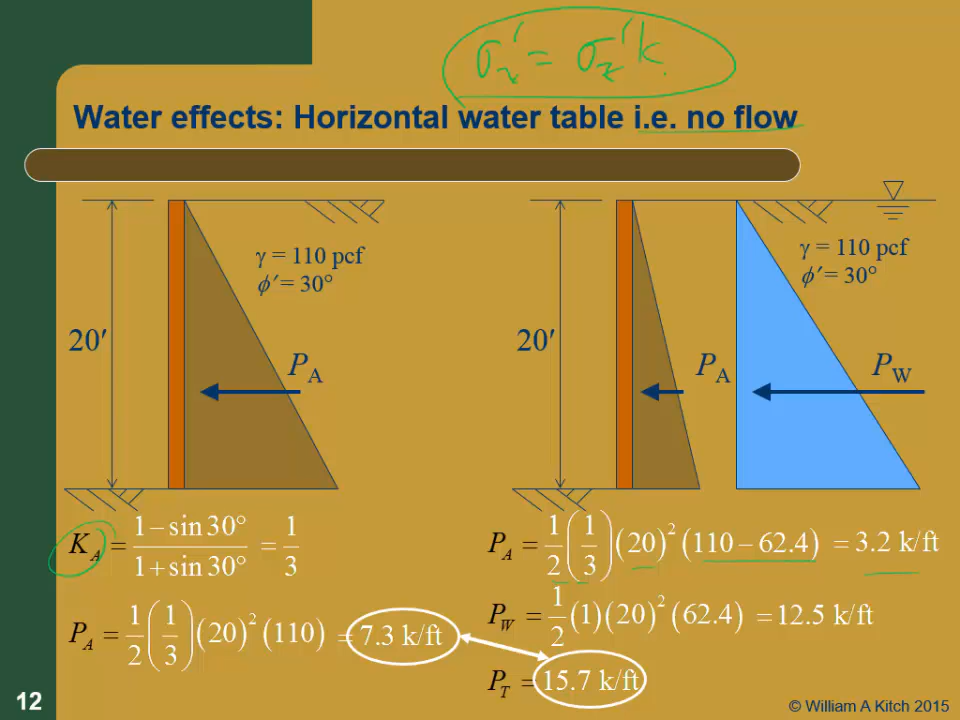 σ'x = σ'z k
Water effects: Horizontal water table i.e. no flow
γ = 110 pcf
ϕ′ = 30°
20′
PA
γ = 110 pcf
ϕ′ = 30°
20′
PA
PW
KA = (1 − sin 30°)/(1 + sin 30°) = 1/3
PA = 1/2 (1/3)(20)²(110) = 7.3 k/ft
PA = 1/2 (1/3)(20)²(110 − 62.4) = 3.2 k/ft
PW = 1/2 (1)(20)²(62.4) = 12.5 k/ft
PT = 15.7 k/ft
12
© William A Kitch 2015